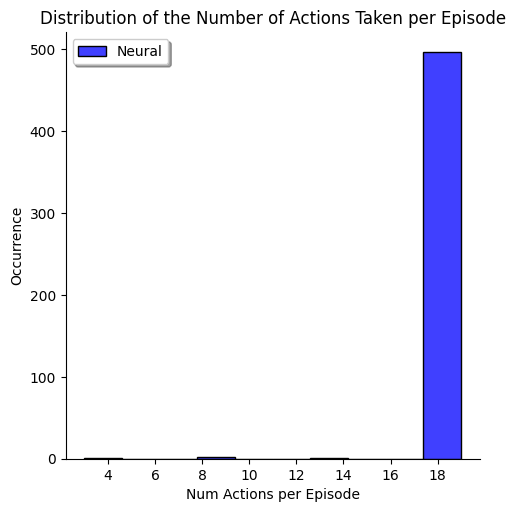 Distribution of the Number of Actions Taken per Episode
Neural
500
400
300
200
100
0
Occurrence
4 6 8 10 12 14 16 18
Num Actions per Episode